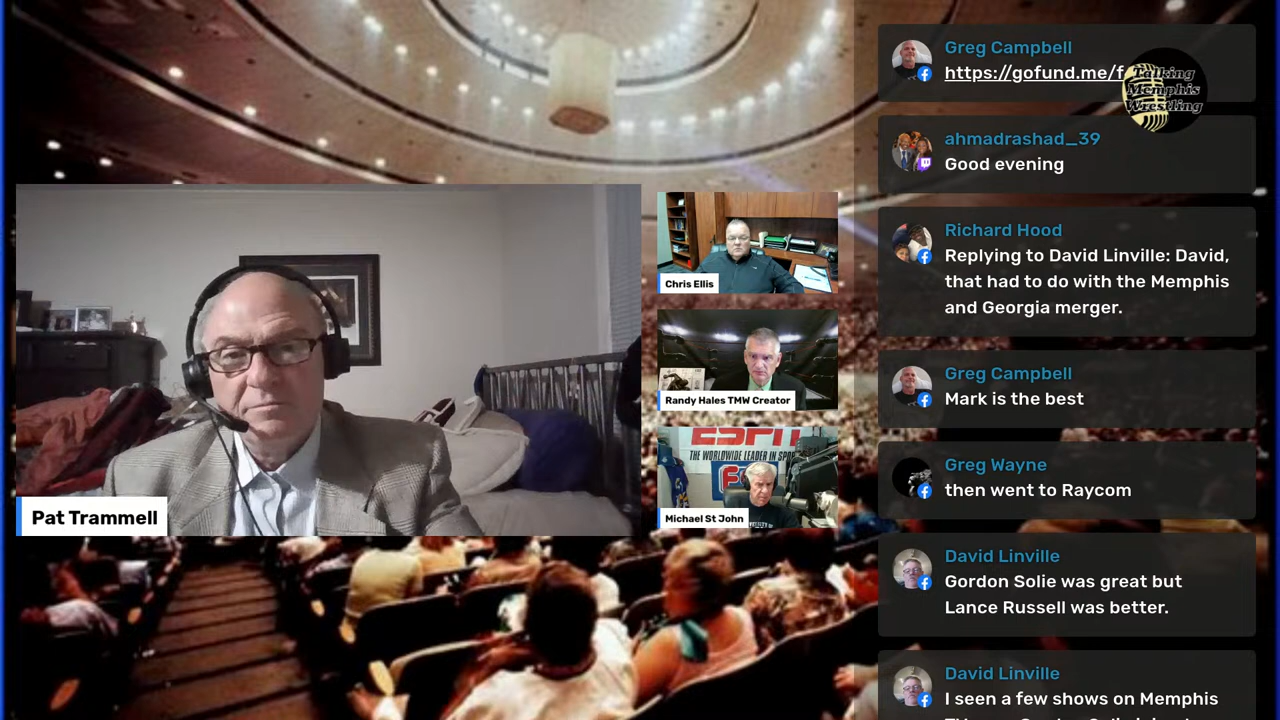 Greg Campbell
https://gofund.me/f
Talking
Memphis
Wrestling
ahmadrashad_39
Good evening
Richard Hood
Replying to David Linville: David,
that had to do with the Memphis
and Georgia merger.
Greg Campbell
Mark is the best
Greg Wayne
then went to Raycom
David Linville
Gordon Solie was great but
Lance Russell was better.
David Linville
I seen a few shows on Memphis
Pat Trammell
Chris Ellis
Randy Hales TMW Creator
ESPN
THE WORLDWIDE LEADER IN SPOR
Michael St John